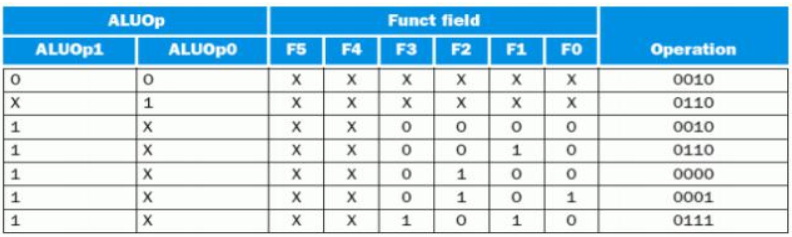 ALUOp Funct field
ALUOp1 ALUOp0 F5 F4 F3 F2 F1 F0 Operation
0 0 X X X X X X 0010
X 1 X X X X X X 0110
1 X X X 0 0 0 0 0010
1 X X X 0 0 1 0 0110
1 X X X 0 1 0 0 0000
1 X X X 0 1 0 1 0001
1 X X X 1 0 1 0 0111